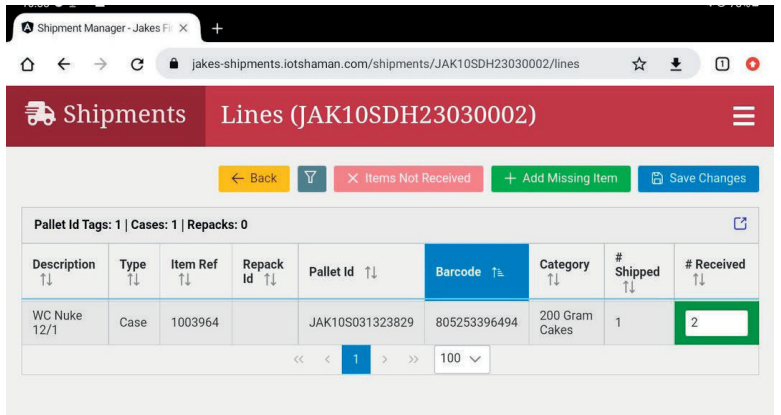 Shipment Manager - Jakes Fi
jakes-shipments.iotshaman.com/shipments/JAK10SDH23030002/lines
1
Shipments
Lines (JAK10SDH23030002)
Back
Items Not Received
Add Missing Item
Save Changes
Pallet Id Tags: 1 | Cases: 1 | Repacks: 0
Description Type Item Ref Repack Id Pallet Id Barcode Category # Shipped # Received
WC Nuke 12/1 Case 1003964 JAK10S031323829 805253396494 200 Gram Cakes 1 2
« < 1 > » 100